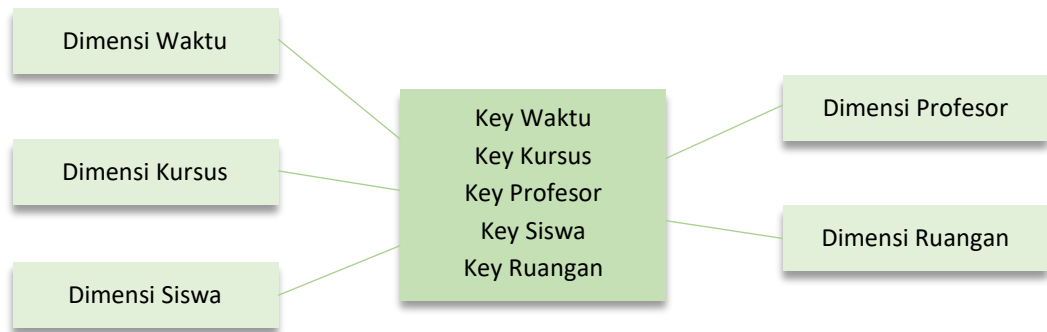 Dimensi Waktu
Dimensi Kursus
Dimensi Siswa
Key Waktu
Key Kursus
Key Profesor
Key Siswa
Key Ruangan
Dimensi Profesor
Dimensi Ruangan